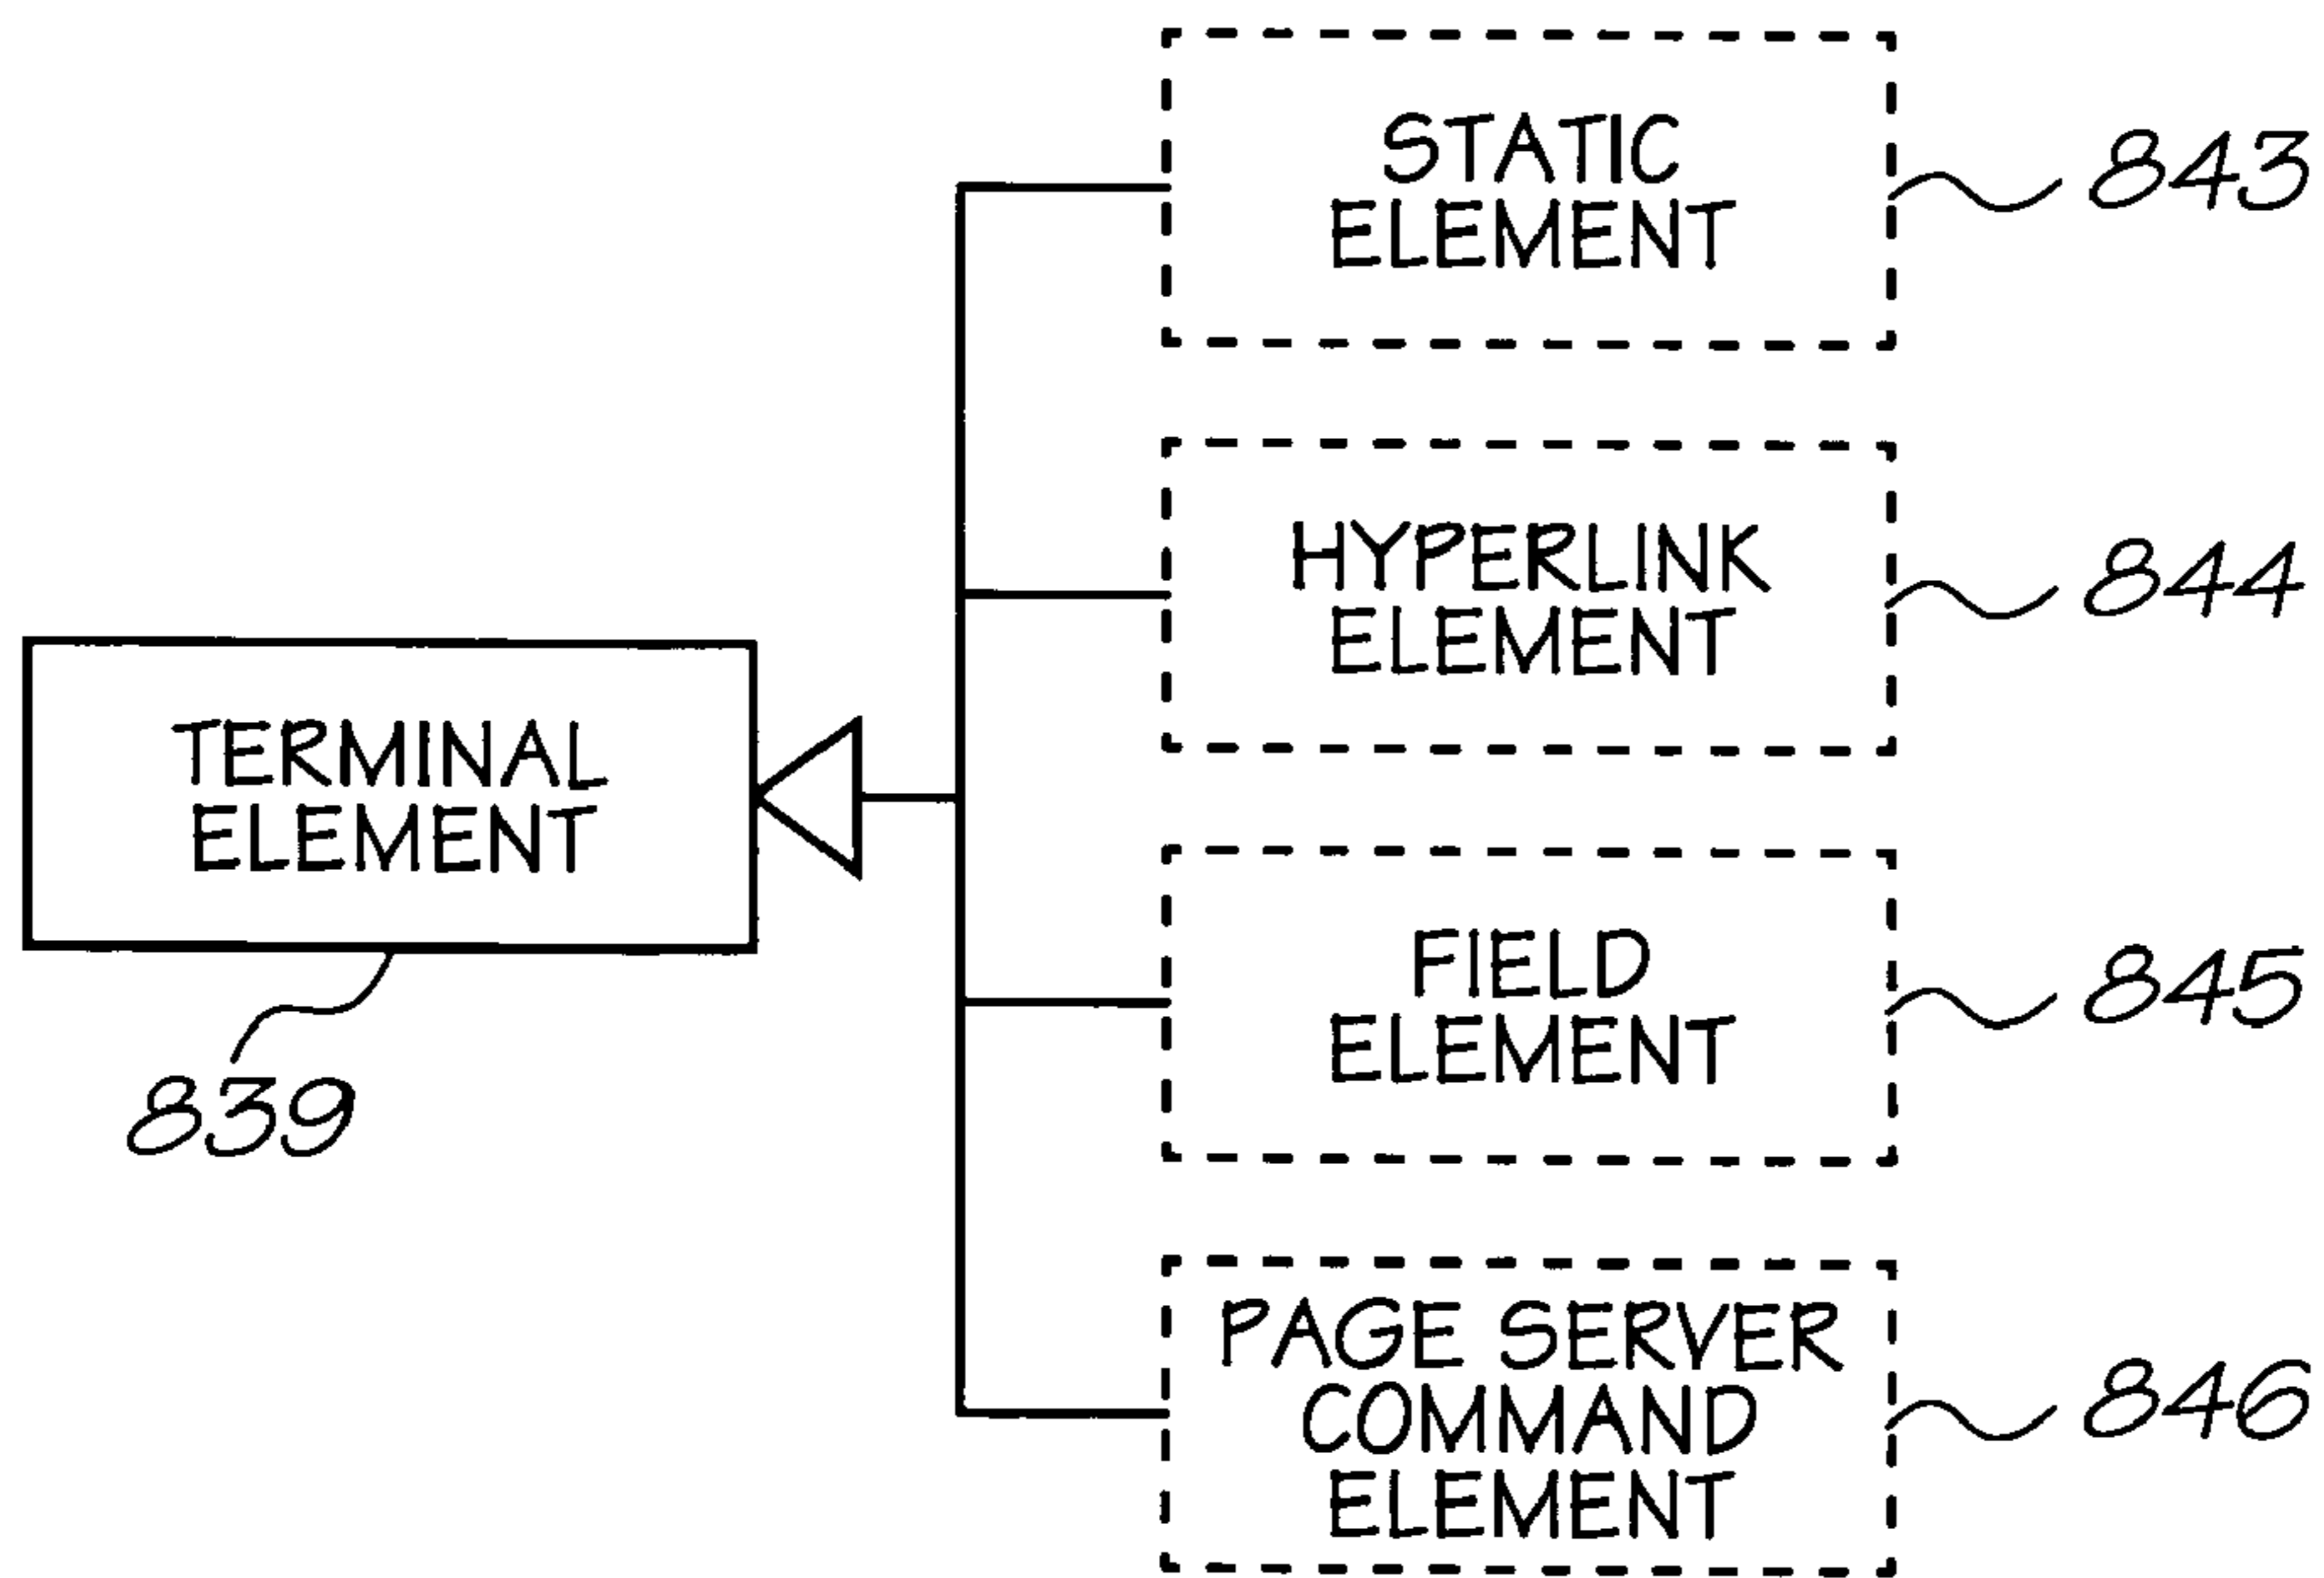 STATIC
ELEMENT
843
HYPERLINK
ELEMENT
844
TERMINAL
ELEMENT
839
FIELD
ELEMENT
845
PAGE SERVER
COMMAND
ELEMENT
846